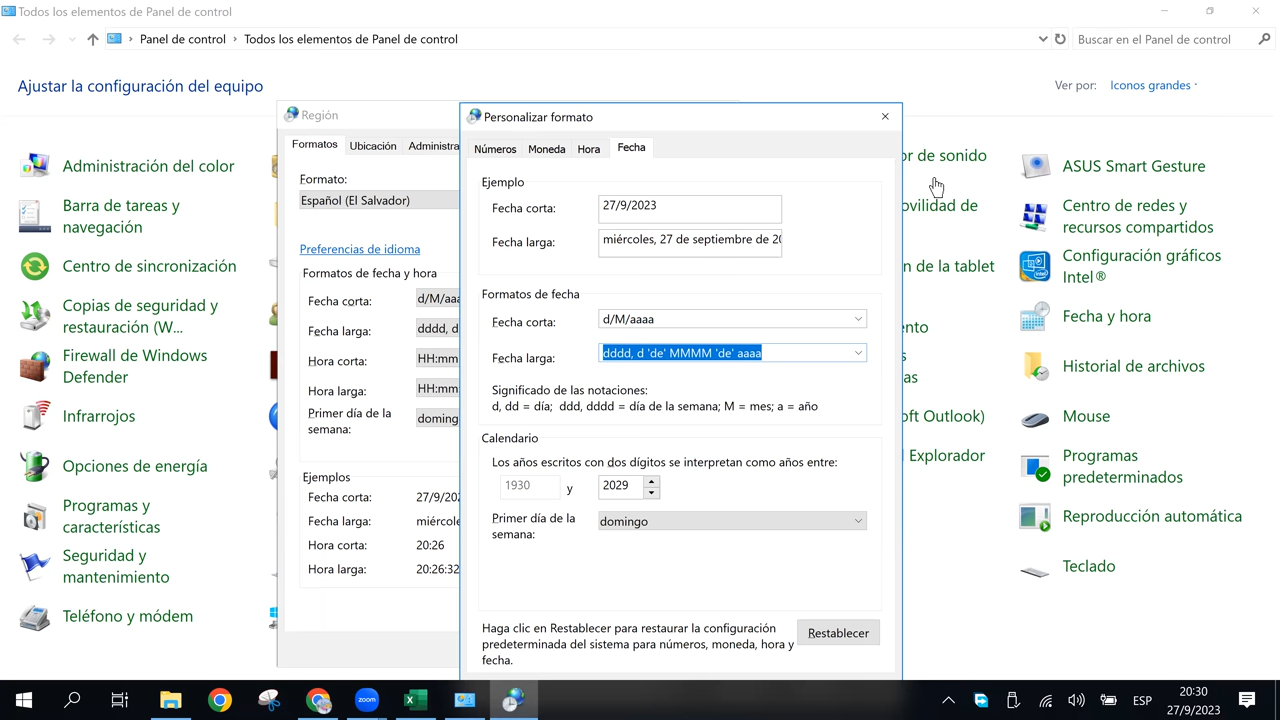 Todos los elementos de Panel de control
Panel de control › Todos los elementos de Panel de control
Buscar en el Panel de control
Ajustar la configuración del equipo
Ver por: Iconos grandes
Administración del color
Barra de tareas y
navegación
Centro de sincronización
Copias de seguridad y
restauración (W...
Firewall de Windows
Defender
Infrarrojos
Opciones de energía
Programas y
características
Seguridad y
mantenimiento
Teléfono y módem
Región
Formatos Ubicación Administra
Formato:
Español (El Salvador)
Preferencias de idioma
Formatos de fecha y hora
Fecha corta: d/M/aaa
Fecha larga: dddd, d
Hora corta: HH:mm
Hora larga: HH:mm
Primer día de la
semana: doming
Ejemplos
Fecha corta: 27/9/202
Fecha larga: miércole
Hora corta: 20:26
Hora larga: 20:26:32
Personalizar formato
Números Moneda Hora Fecha
Ejemplo
Fecha corta: 27/9/2023
Fecha larga: miércoles, 27 de septiembre de 20
Formatos de fecha
Fecha corta: d/M/aaaa
Fecha larga: dddd, d 'de' MMMM 'de' aaaa
Significado de las notaciones:
d, dd = día; ddd, dddd = día de la semana; M = mes; a = año
Calendario
Los años escritos con dos dígitos se interpretan como años entre:
1930 y 2029
Primer día de la
semana: domingo
Haga clic en Restablecer para restaurar la configuración
predeterminada del sistema para números, moneda, hora y
fecha.
Restablecer
or de sonido
ovilidad de
n de la tablet
nto
s
as
oft Outlook)
l Explorador
ASUS Smart Gesture
Centro de redes y
recursos compartidos
Configuración gráficos
Intel®
Fecha y hora
Historial de archivos
Mouse
Programas
predeterminados
Reproducción automática
Teclado
zoom
ESP
20:30
27/9/2023